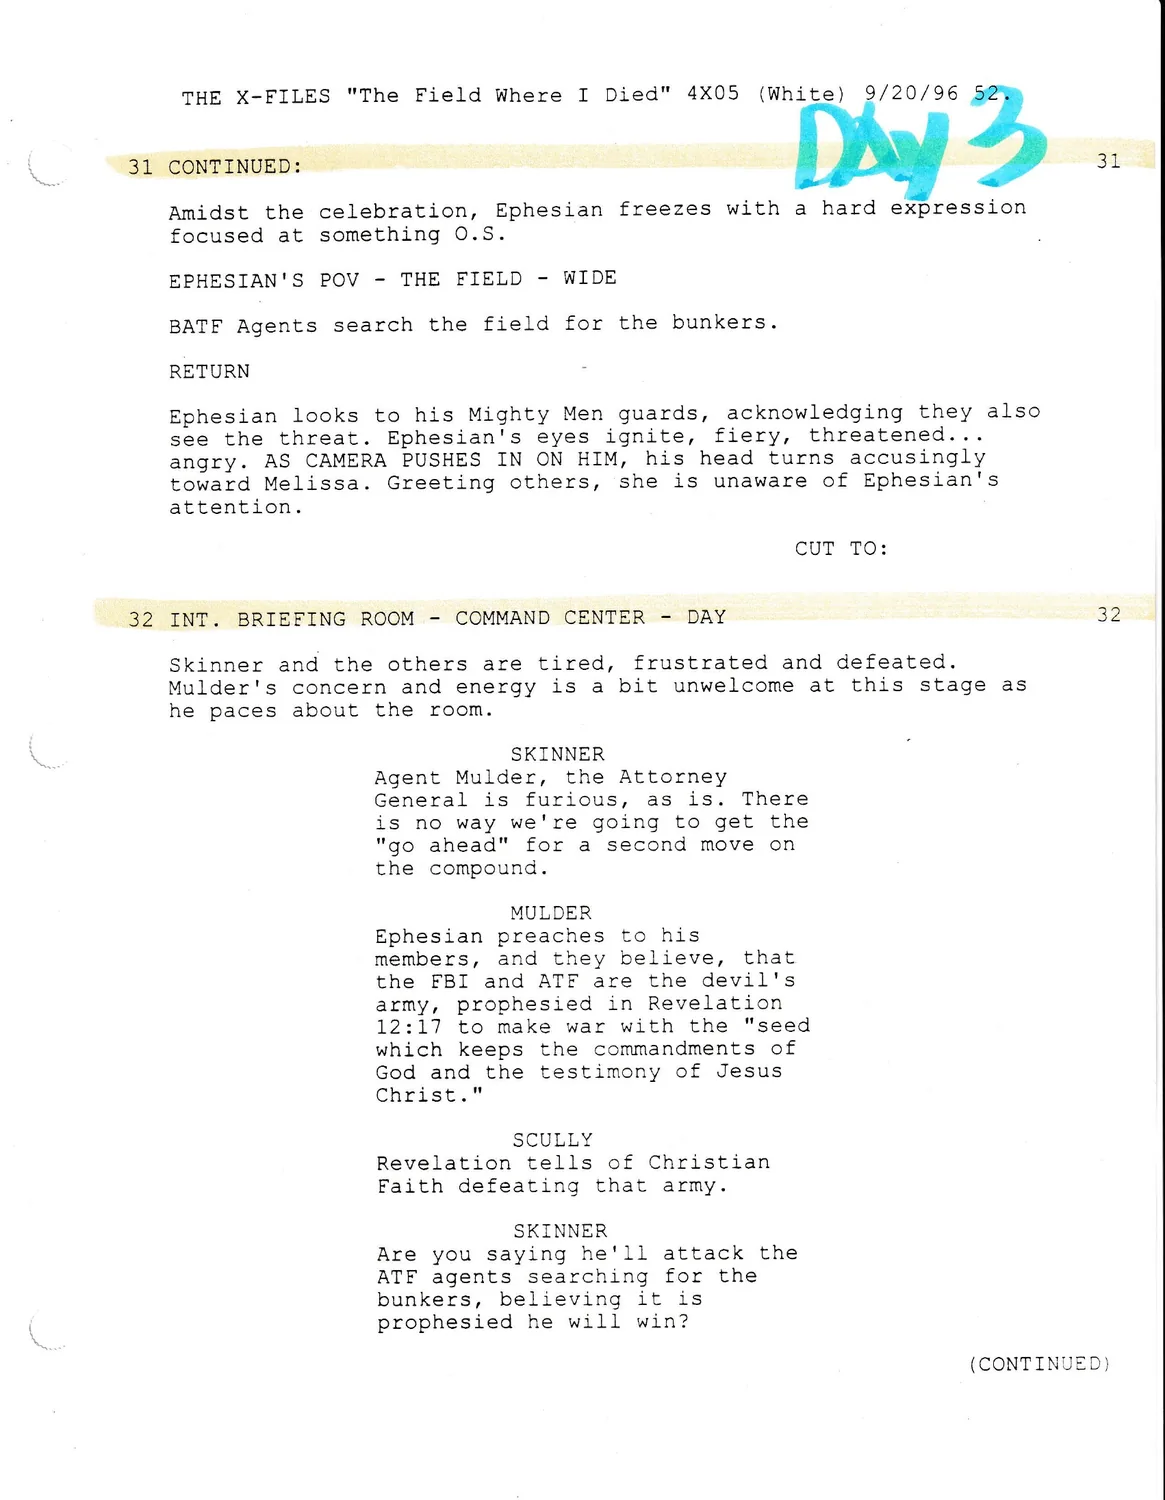 THE X-FILES "The Field Where I Died" 4X05 (White) 9/20/96 52.
DAY 3
31 CONTINUED: 31
Amidst the celebration, Ephesian freezes with a hard expression
focused at something O.S.
EPHESIAN'S POV - THE FIELD - WIDE
BATF Agents search the field for the bunkers.
RETURN
Ephesian looks to his Mighty Men guards, acknowledging they also
see the threat. Ephesian's eyes ignite, fiery, threatened...
angry. AS CAMERA PUSHES IN ON HIM, his head turns accusingly
toward Melissa. Greeting others, she is unaware of Ephesian's
attention.
CUT TO:
32 INT. BRIEFING ROOM - COMMAND CENTER - DAY 32
Skinner and the others are tired, frustrated and defeated.
Mulder's concern and energy is a bit unwelcome at this stage as
he paces about the room.
SKINNER
Agent Mulder, the Attorney
General is furious, as is. There
is no way we're going to get the
"go ahead" for a second move on
the compound.
MULDER
Ephesian preaches to his
members, and they believe, that
the FBI and ATF are the devil's
army, prophesied in Revelation
12:17 to make war with the "seed
which keeps the commandments of
God and the testimony of Jesus
Christ."
SCULLY
Revelation tells of Christian
Faith defeating that army.
SKINNER
Are you saying he'll attack the
ATF agents searching for the
bunkers, believing it is
prophesied he will win?
(CONTINUED)